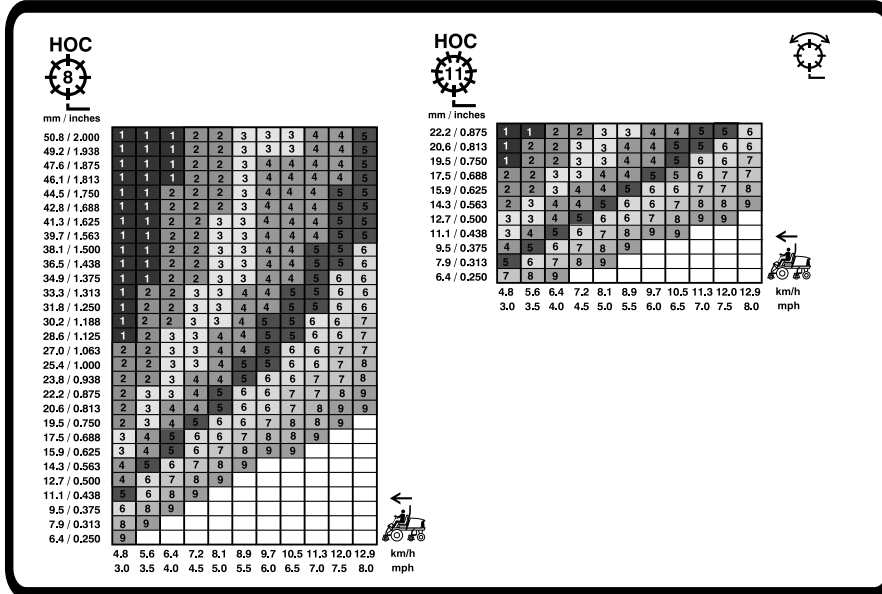 HOC
8
mm / inches
50.8 / 2.000 1 1 1 2 2 3 3 3 4 4 5
49.2 / 1.938 1 1 1 2 2 3 3 3 4 4 5
47.6 / 1.875 1 1 1 2 2 3 4 4 4 4 5
46.1 / 1.813 1 1 1 2 2 3 4 4 4 4 5
44.5 / 1.750 1 1 2 2 2 3 4 4 4 5 5
42.8 / 1.688 1 1 2 2 2 3 4 4 4 5 5
41.3 / 1.625 1 1 2 2 3 3 4 4 4 5 5
39.7 / 1.563 1 1 2 2 3 3 4 4 4 5 5
38.1 / 1.500 1 1 2 2 3 3 4 4 5 5 6
36.5 / 1.438 1 1 2 2 3 3 4 4 5 5 6
34.9 / 1.375 1 1 2 2 3 3 4 4 5 6 6
33.3 / 1.313 1 2 2 3 3 4 4 5 5 6 6
31.8 / 1.250 1 2 2 3 3 4 4 5 5 6 6
30.2 / 1.188 1 2 2 3 3 4 5 5 6 6 7
28.6 / 1.125 1 2 3 3 4 4 5 5 6 6 7
27.0 / 1.063 2 2 3 3 4 4 5 6 6 7 7
25.4 / 1.000 2 2 3 3 4 5 5 6 6 7 8
23.8 / 0.938 2 2 3 4 4 5 6 6 7 7 8
22.2 / 0.875 2 3 3 4 5 6 6 7 7 8 9
20.6 / 0.813 2 3 4 4 5 6 6 7 8 9 9
19.5 / 0.750 2 3 4 5 6 6 7 8 8 9
17.5 / 0.688 3 4 5 6 6 7 8 8 9
15.9 / 0.625 3 4 5 6 7 8 9 9
14.3 / 0.563 4 5 6 7 8 9
12.7 / 0.500 4 6 7 8 9
11.1 / 0.438 5 6 8 9
9.5 / 0.375 6 8 9
7.9 / 0.313 8 9
6.4 / 0.250 9
4.8 5.6 6.4 7.2 8.1 8.9 9.7 10.5 11.3 12.0 12.9 km/h
3.0 3.5 4.0 4.5 5.0 5.5 6.0 6.5 7.0 7.5 8.0 mph
HOC
11
mm / inches
22.2 / 0.875 1 1 2 2 3 3 4 4 5 5 6
20.6 / 0.813 1 2 2 3 3 4 4 5 5 6 6
19.5 / 0.750 1 2 2 3 3 4 4 5 6 6 7
17.5 / 0.688 2 2 3 3 4 4 5 5 6 7 7
15.9 / 0.625 2 2 3 4 4 5 6 6 7 7 8
14.3 / 0.563 2 3 4 4 5 6 6 7 8 8 9
12.7 / 0.500 3 3 4 5 6 6 7 8 9 9
11.1 / 0.438 3 4 5 6 7 8 9 9
9.5 / 0.375 4 5 6 7 8 9
7.9 / 0.313 5 6 7 8 9
6.4 / 0.250 7 8 9
4.8 5.6 6.4 7.2 8.1 8.9 9.7 10.5 11.3 12.0 12.9 km/h
3.0 3.5 4.0 4.5 5.0 5.5 6.0 6.5 7.0 7.5 8.0 mph